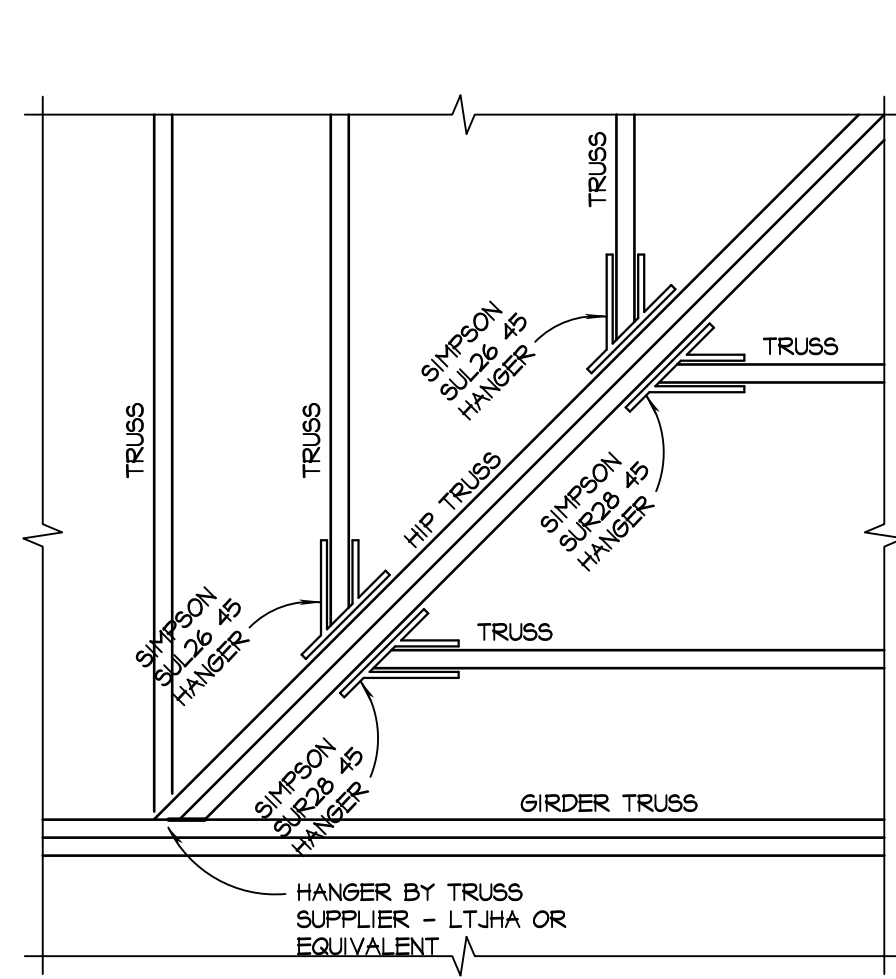 TRUSS
SIMPSON
SUL26 45
HANGER
TRUSS
TRUSS
TRUSS
HIP TRUSS
SIMPSON
SUR28 45
HANGER
SIMPSON
SUL26 45
HANGER
TRUSS
SIMPSON
SUR28 45
HANGER
GIRDER TRUSS
HANGER BY TRUSS
SUPPLIER - LTJHA OR
EQUIVALENT